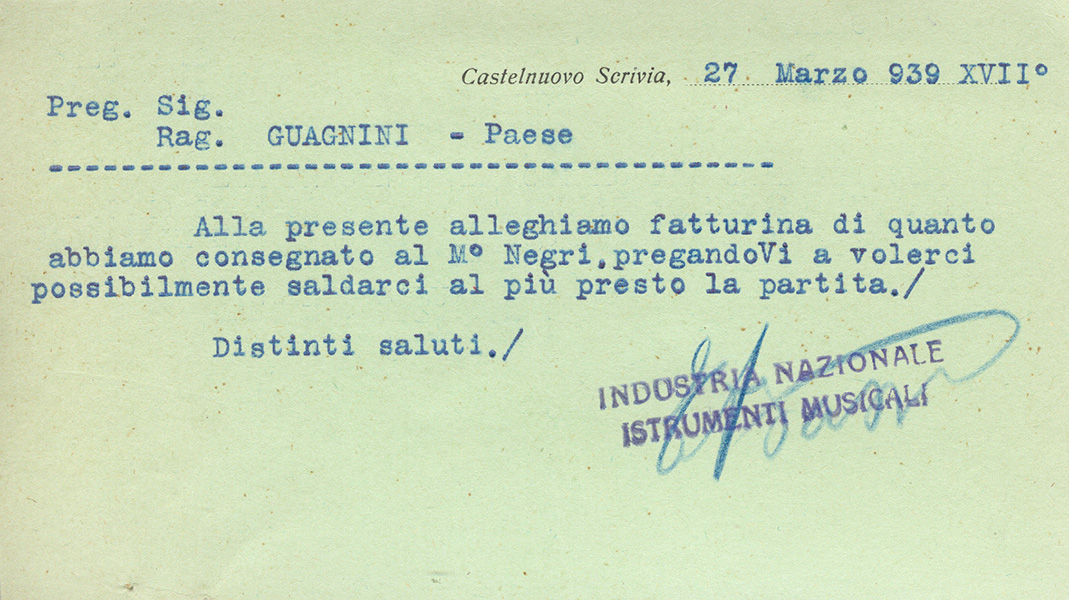 Castelnuovo Scrivia, 27 Marzo 939 XVII°
Preg. Sig.
Rag. GUAGNINI - Paese
Alla presente alleghiamo fatturina di quanto
abbiamo consegnato al M° Negri,pregandoVi a volerci
possibilmente saldarci al più presto la partita./
Distinti saluti./
INDOSTRIA NAZIONALE
ISTRUMENTI MUSICALI